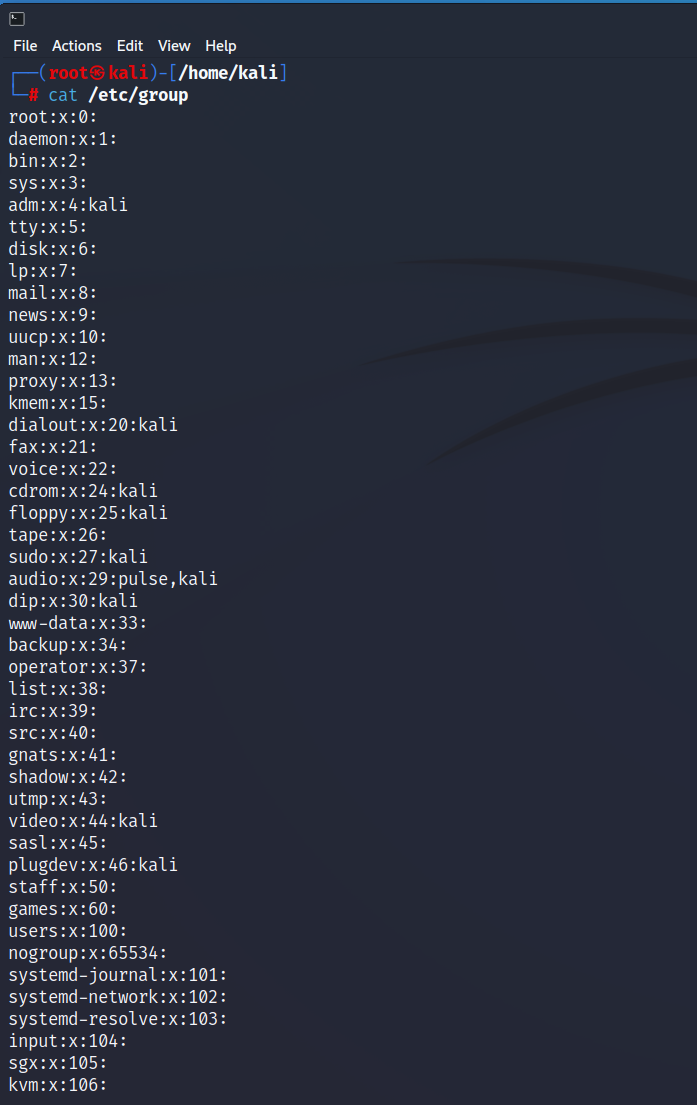 File Actions Edit View Help
┌──(root㉿kali)-[/home/kali]
└─# cat /etc/group
root:x:0:
daemon:x:1:
bin:x:2:
sys:x:3:
adm:x:4:kali
tty:x:5:
disk:x:6:
lp:x:7:
mail:x:8:
news:x:9:
uucp:x:10:
man:x:12:
proxy:x:13:
kmem:x:15:
dialout:x:20:kali
fax:x:21:
voice:x:22:
cdrom:x:24:kali
floppy:x:25:kali
tape:x:26:
sudo:x:27:kali
audio:x:29:pulse,kali
dip:x:30:kali
www-data:x:33:
backup:x:34:
operator:x:37:
list:x:38:
irc:x:39:
src:x:40:
gnats:x:41:
shadow:x:42:
utmp:x:43:
video:x:44:kali
sasl:x:45:
plugdev:x:46:kali
staff:x:50:
games:x:60:
users:x:100:
nogroup:x:65534:
systemd-journal:x:101:
systemd-network:x:102:
systemd-resolve:x:103:
input:x:104:
sgx:x:105:
kvm:x:106: